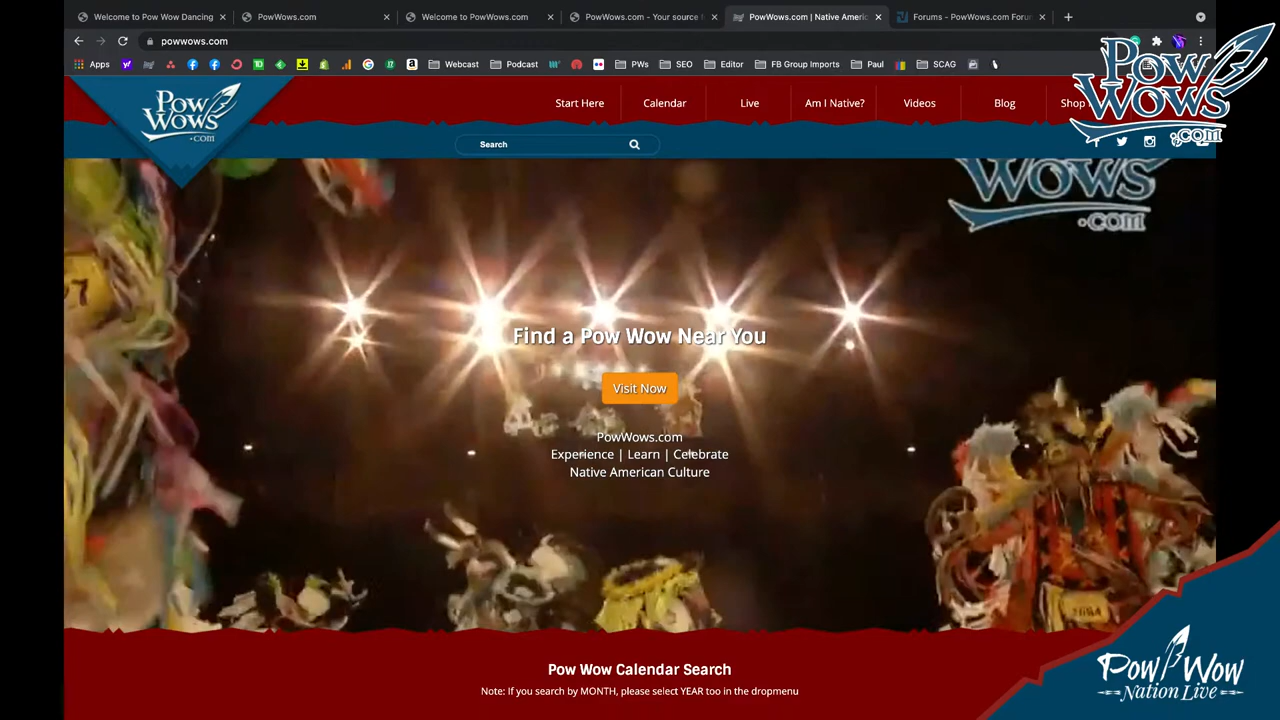 Welcome to Pow Wow Dancing
PowWows.com
Welcome to PowWows.com
PowWows.com - Your source
PowWows.com | Native Americ
Forums - PowWows.com Foru
powwows.com
Apps
Webcast
Podcast
PWs
SEO
Editor
FB Group Imports
Paul
SCAG
Pow Wows .com
Start Here
Calendar
Live
Am I Native?
Videos
Blog
Shop
Pow Wows .com
Search
Wows .com
Find a Pow Wow Near You
Visit Now
PowWows.com
Experience | Learn | Celebrate
Native American Culture
Pow Wow Calendar Search
Note: If you search by MONTH, please select YEAR too in the dropmenu
Pow Wow
Nation Live